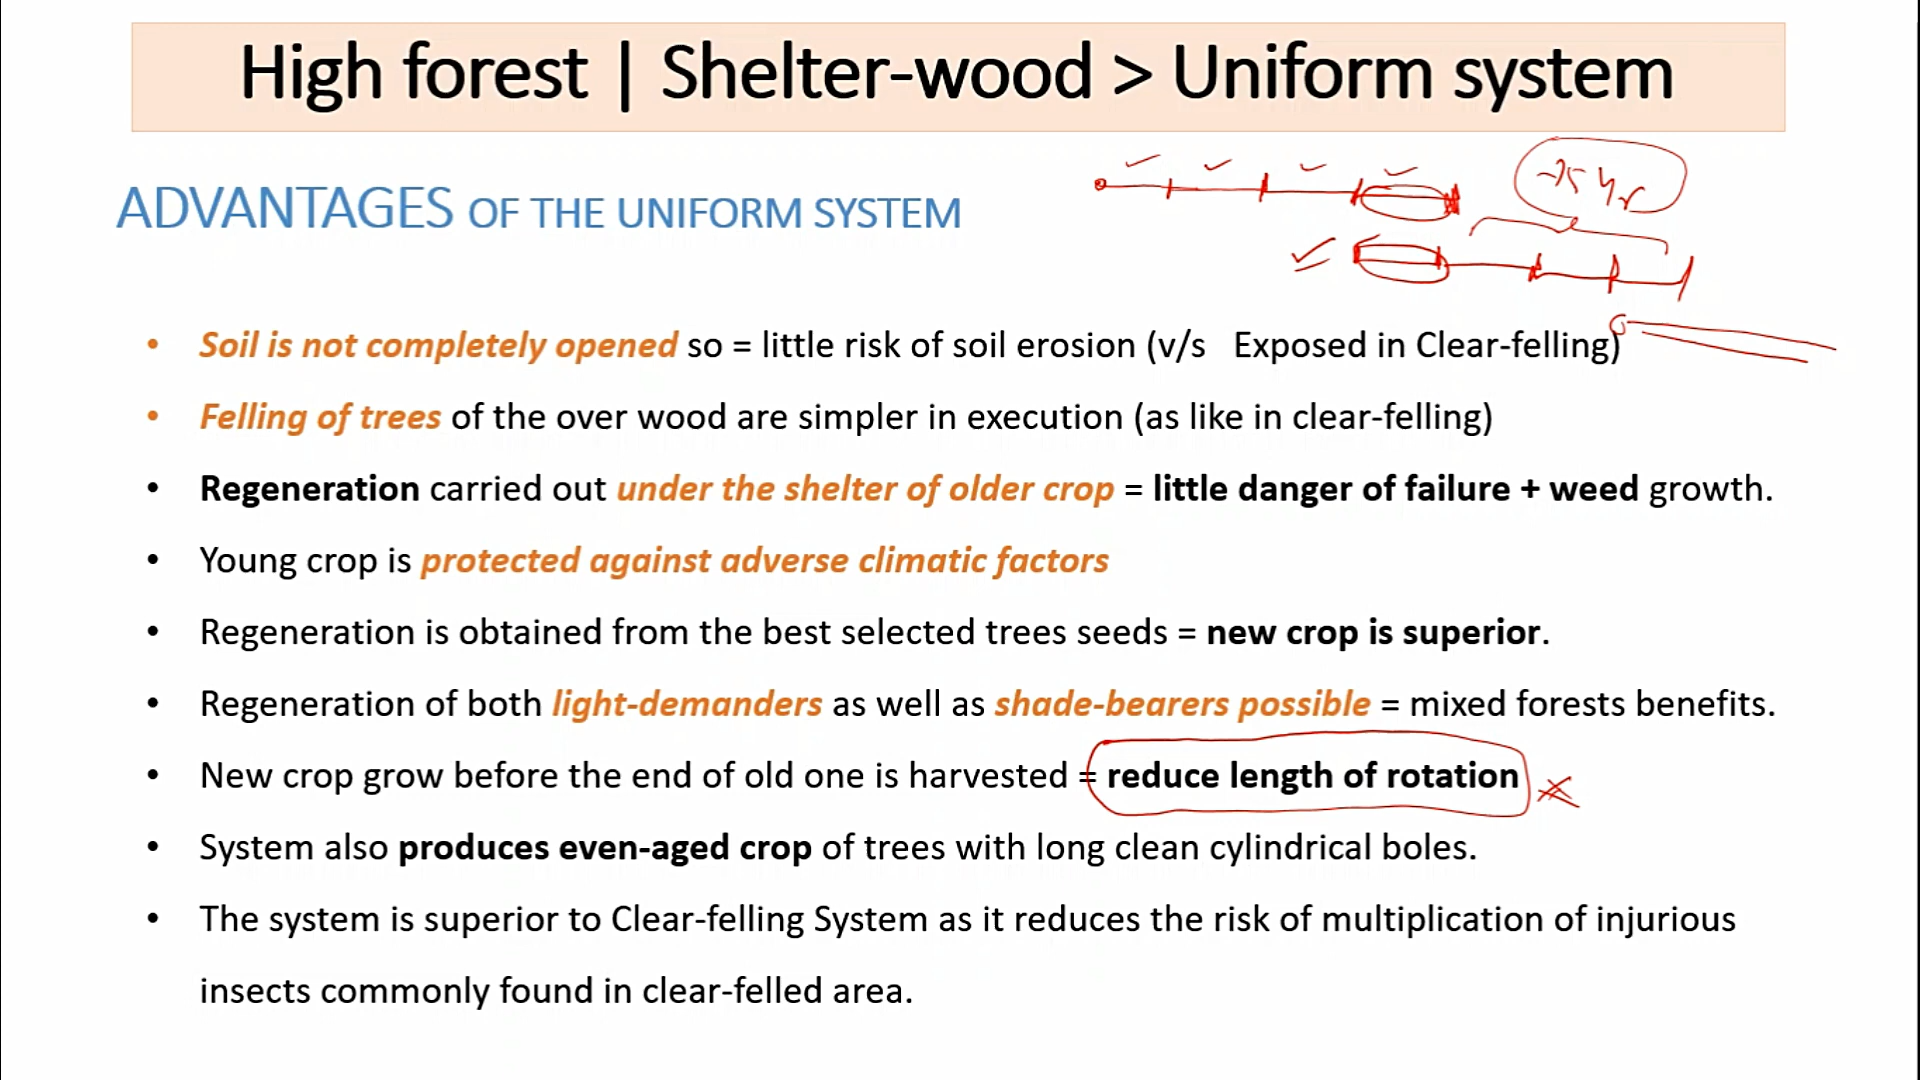 High forest | Shelter-wood > Uniform system
ADVANTAGES OF THE UNIFORM SYSTEM
75 yr
• Soil is not completely opened so = little risk of soil erosion (v/s Exposed in Clear-felling)
• Felling of trees of the over wood are simpler in execution (as like in clear-felling)
• Regeneration carried out under the shelter of older crop = little danger of failure + weed growth.
• Young crop is protected against adverse climatic factors
• Regeneration is obtained from the best selected trees seeds = new crop is superior.
• Regeneration of both light-demanders as well as shade-bearers possible = mixed forests benefits.
• New crop grow before the end of old one is harvested = reduce length of rotation
• System also produces even-aged crop of trees with long clean cylindrical boles.
• The system is superior to Clear-felling System as it reduces the risk of multiplication of injurious
insects commonly found in clear-felled area.